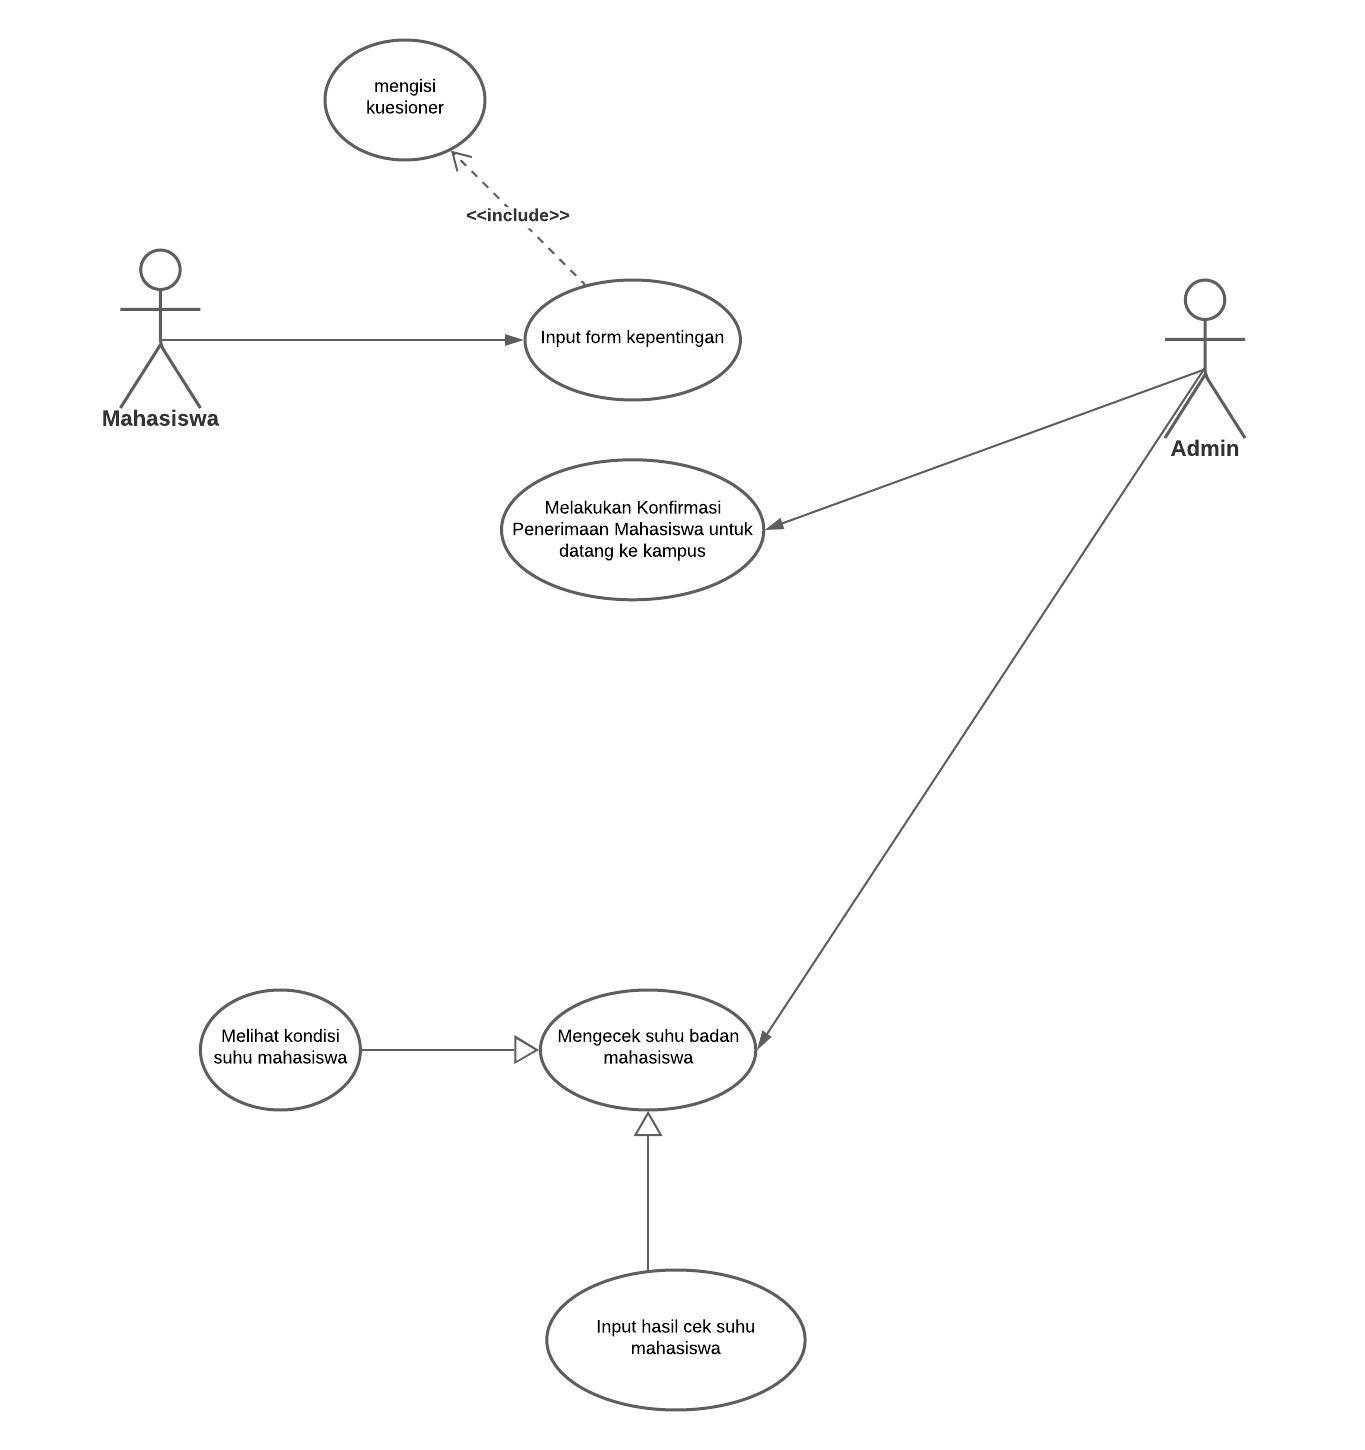 mengisi
kuesioner
<<include>>
Input form kepentingan
Mahasiswa
Admin
Melakukan Konfirmasi
Penerimaan Mahasiswa untuk
datang ke kampus
Melihat kondisi
suhu mahasiswa
Mengecek suhu badan
mahasiswa
Input hasil cek suhu
mahasiswa